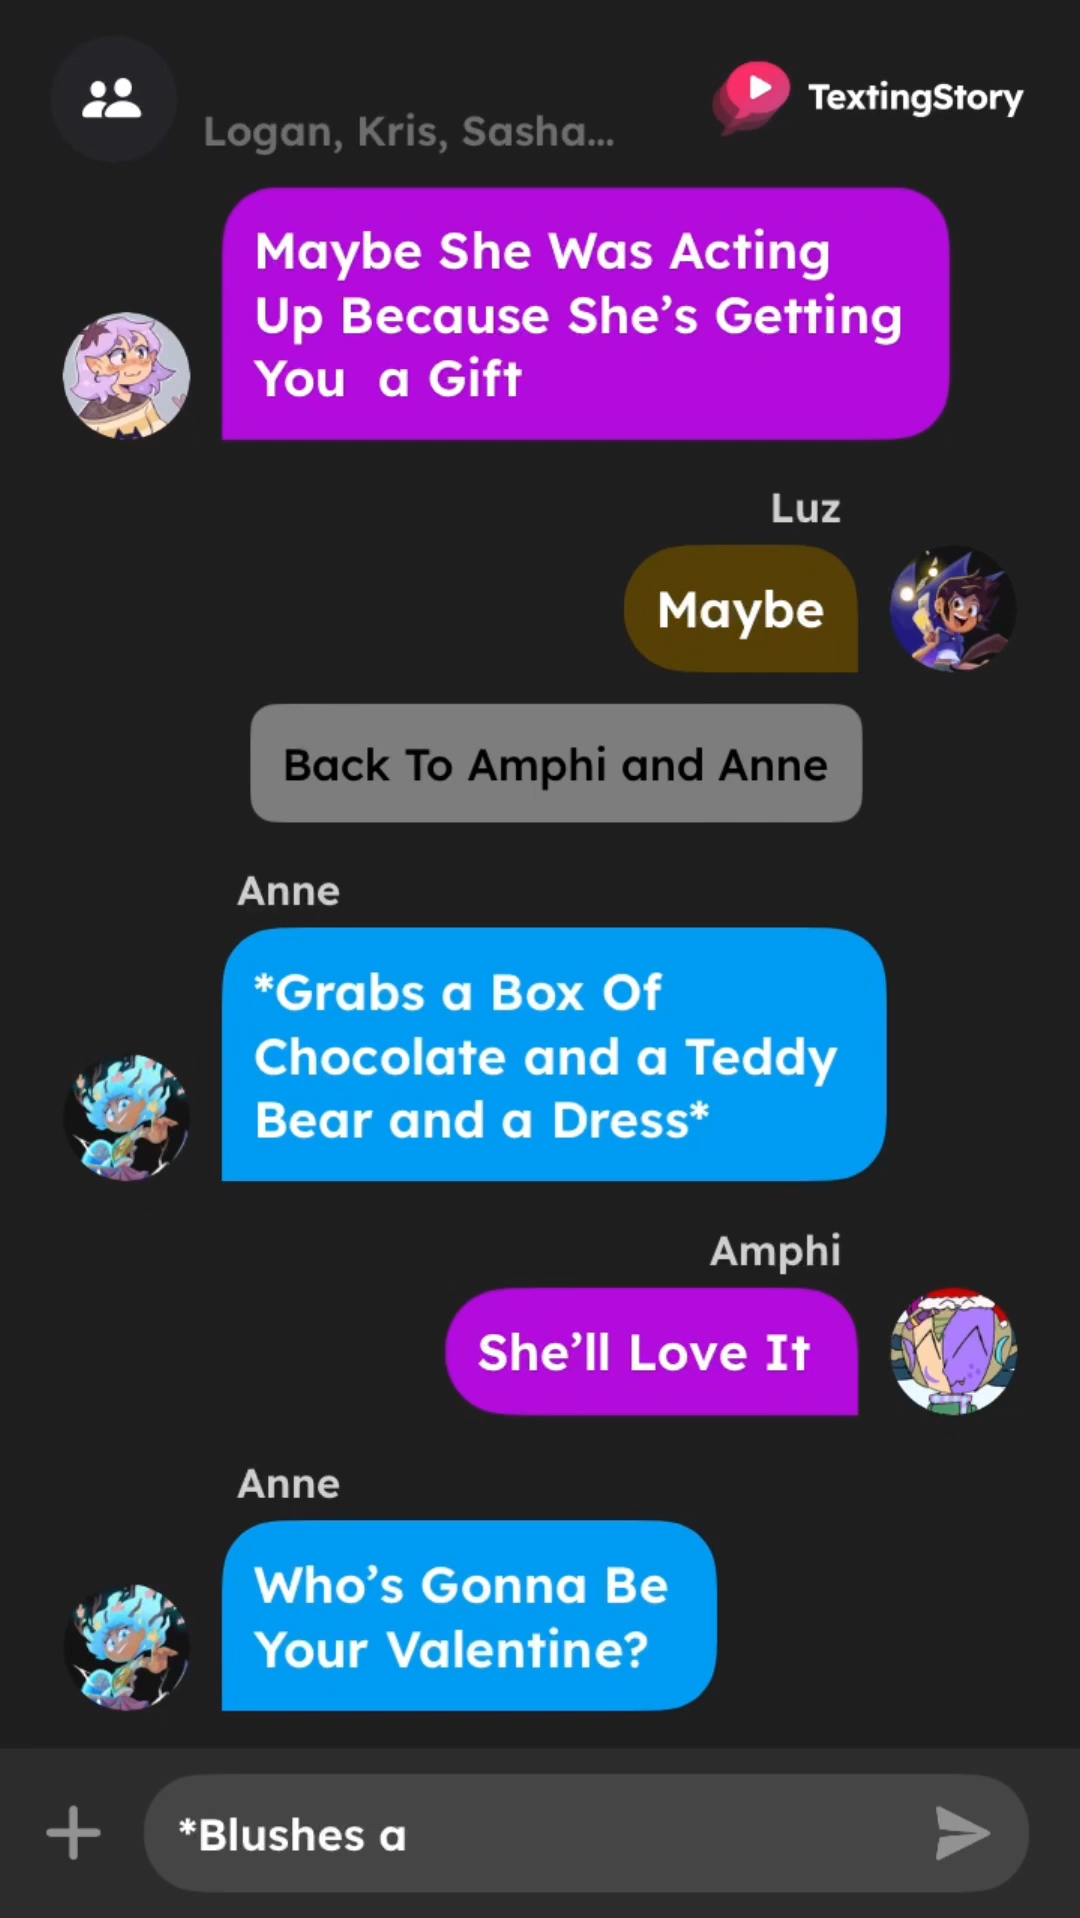 TextingStory
Logan, Kris, Sasha...
Maybe She Was Acting
Up Because She’s Getting
You  a Gift
Luz
Maybe
Back To Amphi and Anne
Anne
*Grabs a Box Of
Chocolate and a Teddy
Bear and a Dress*
Amphi
She’ll Love It
Anne
Who’s Gonna Be
Your Valentine?
*Blushes a